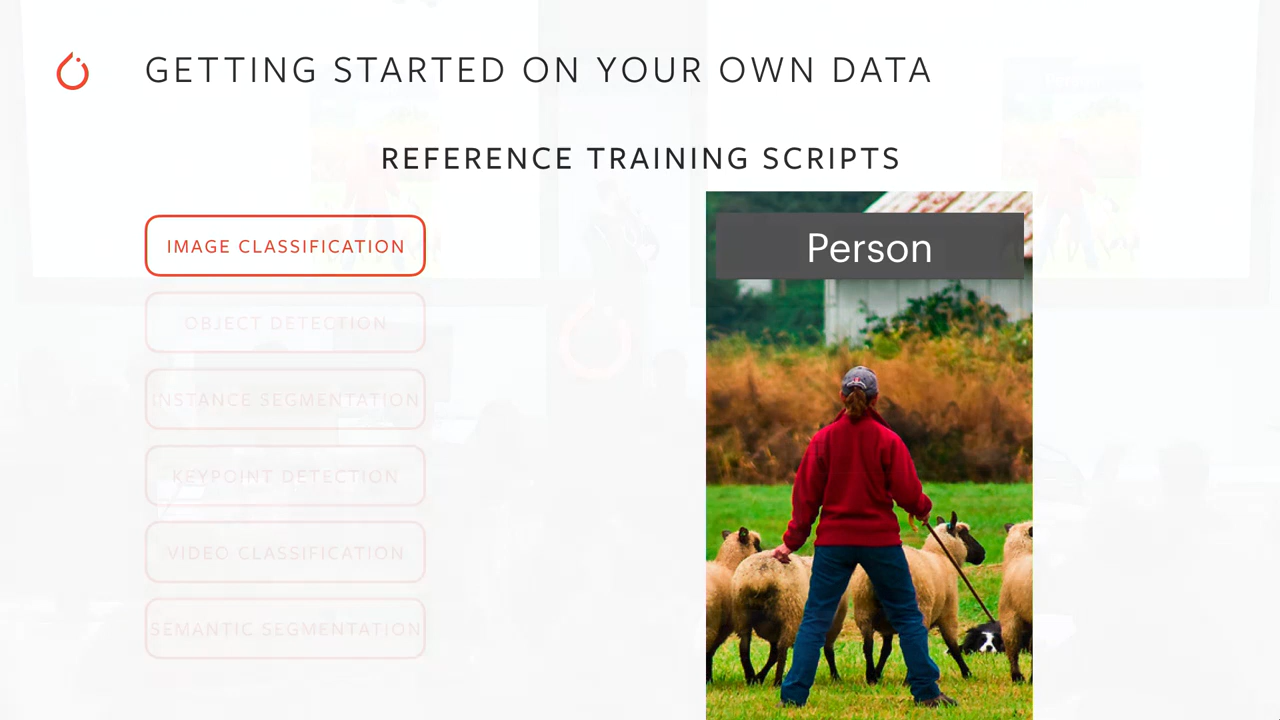 GETTING STARTED ON YOUR OWN DATA
REFERENCE TRAINING SCRIPTS
IMAGE CLASSIFICATION
OBJECT DETECTION
INSTANCE SEGMENTATION
KEYPOINT DETECTION
VIDEO CLASSIFICATION
SEMANTIC SEGMENTATION
Person